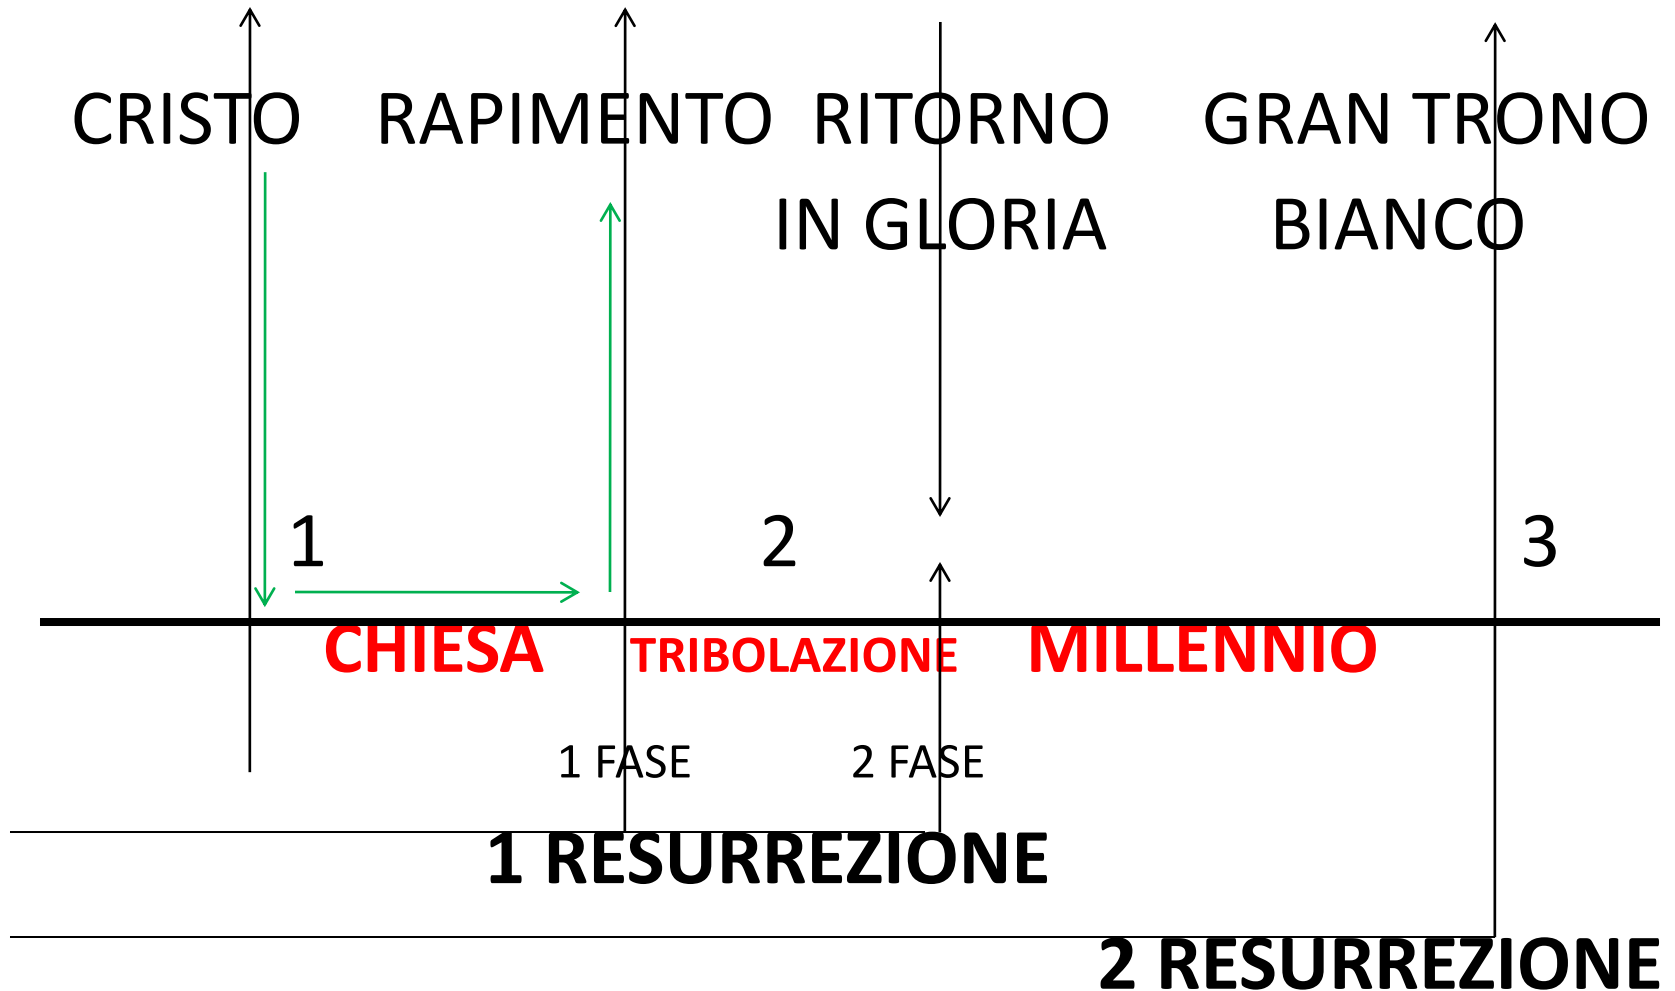 CRISTO RAPIMENTO RITORNO GRAN TRONO
IN GLORIA BIANCO
1 2 3
CHIESA TRIBOLAZIONE MILLENNIO
1 FASE 2 FASE
1 RESURREZIONE
2 RESURREZIONE